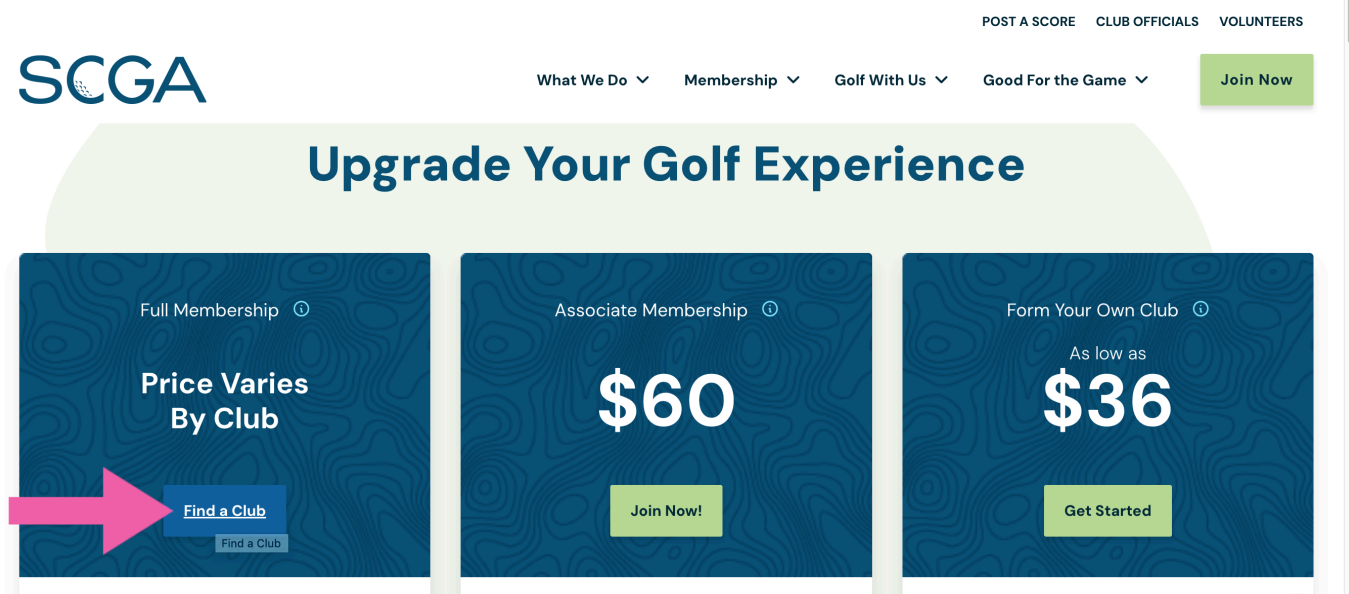 POST A SCORE CLUB OFFICIALS VOLUNTEERS
SCGA
What We Do Membership Golf With Us Good For the Game Join Now
Upgrade Your Golf Experience
Full Membership
Price Varies
By Club
Find a Club
Find a Club
Associate Membership
$60
Join Now!
Form Your Own Club
As low as
$36
Get Started